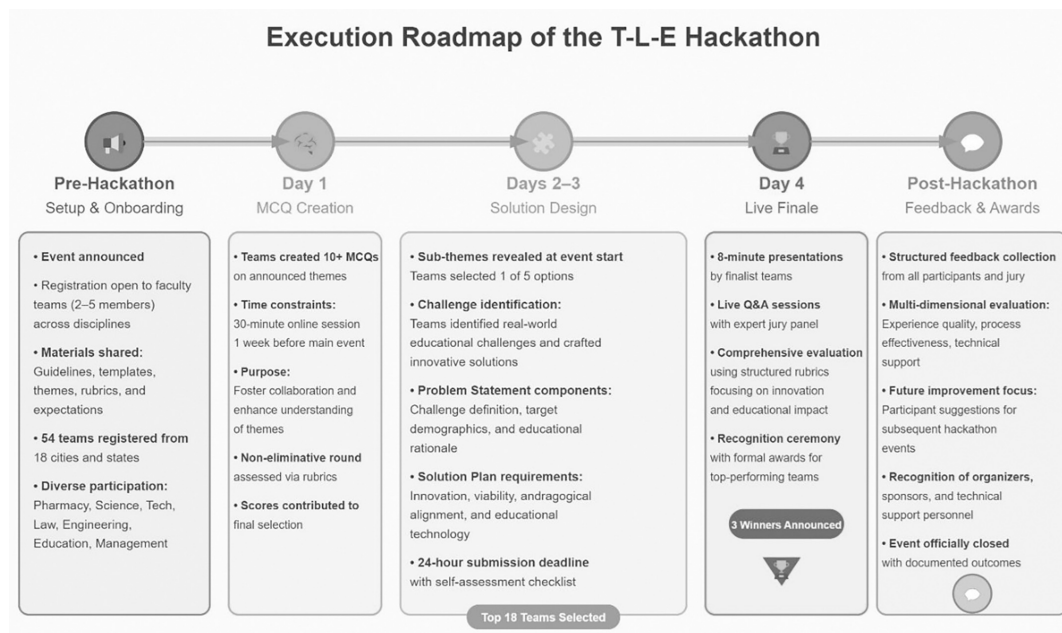 Execution Roadmap of the T-L-E Hackathon
Pre-Hackathon
Setup & Onboarding
• Event announced
• Registration open to faculty
teams (2–5 members)
across disciplines
• Materials shared:
Guidelines, templates,
themes, rubrics, and
expectations
• 54 teams registered from
18 cities and states
• Diverse participation:
Pharmacy, Science, Tech,
Law, Engineering,
Education, Management
Day 1
MCQ Creation
• Teams created 10+ MCQs
on announced themes
• Time constraints:
30-minute online session
1 week before main event
• Purpose:
Foster collaboration and
enhance understanding
of themes
• Non-eliminative round
assessed via rubrics
• Scores contributed to
final selection
Days 2–3
Solution Design
• Sub-themes revealed at event start
Teams selected 1 of 5 options
• Challenge identification:
Teams identified real-world
educational challenges and crafted
innovative solutions
• Problem Statement components:
Challenge definition, target
demographics, and educational
rationale
• Solution Plan requirements:
Innovation, viability, andragogical
alignment, and educational
technology
• 24-hour submission deadline
with self-assessment checklist
Top 18 Teams Selected
Day 4
Live Finale
• 8-minute presentations
by finalist teams
• Live Q&A sessions
with expert jury panel
• Comprehensive evaluation
using structured rubrics
focusing on innovation
and educational impact
• Recognition ceremony
with formal awards for
top-performing teams
3 Winners Announced
Post-Hackathon
Feedback & Awards
• Structured feedback collection
from all participants and jury
• Multi-dimensional evaluation:
Experience quality, process
effectiveness, technical
support
• Future improvement focus:
Participant suggestions for
subsequent hackathon
events
• Recognition of organizers,
sponsors, and technical
support personnel
• Event officially closed
with documented outcomes